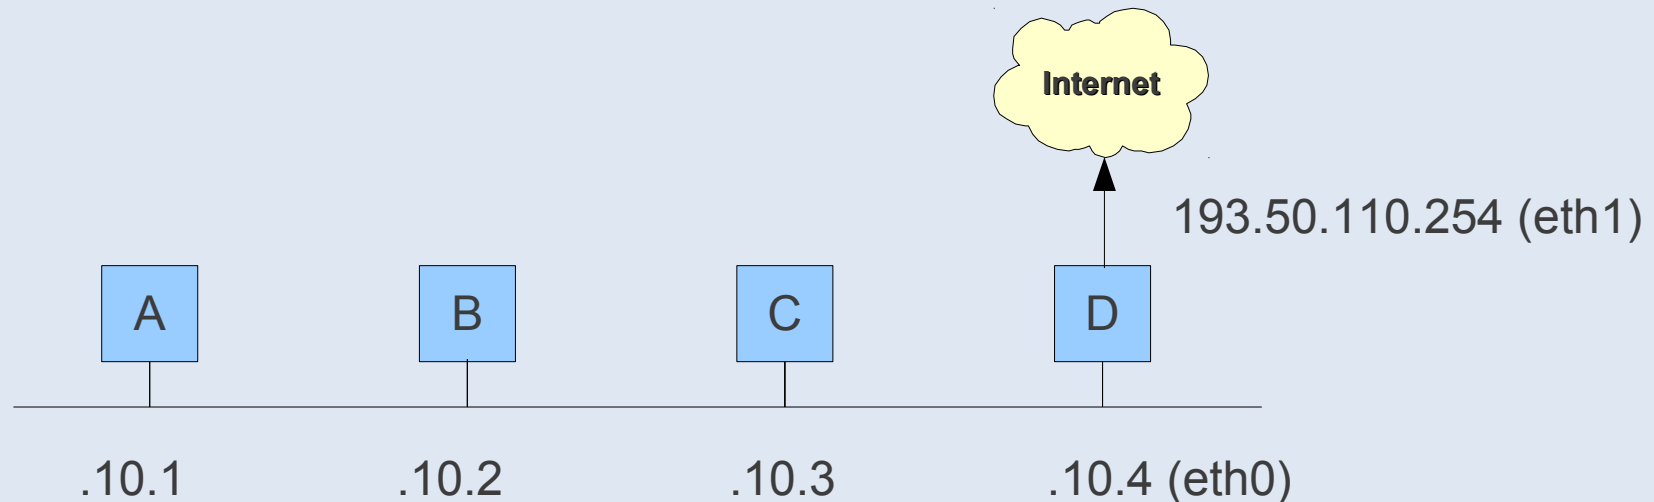 Internet
193.50.110.254 (eth1)
A B C D
.10.1 .10.2 .10.3 .10.4 (eth0)